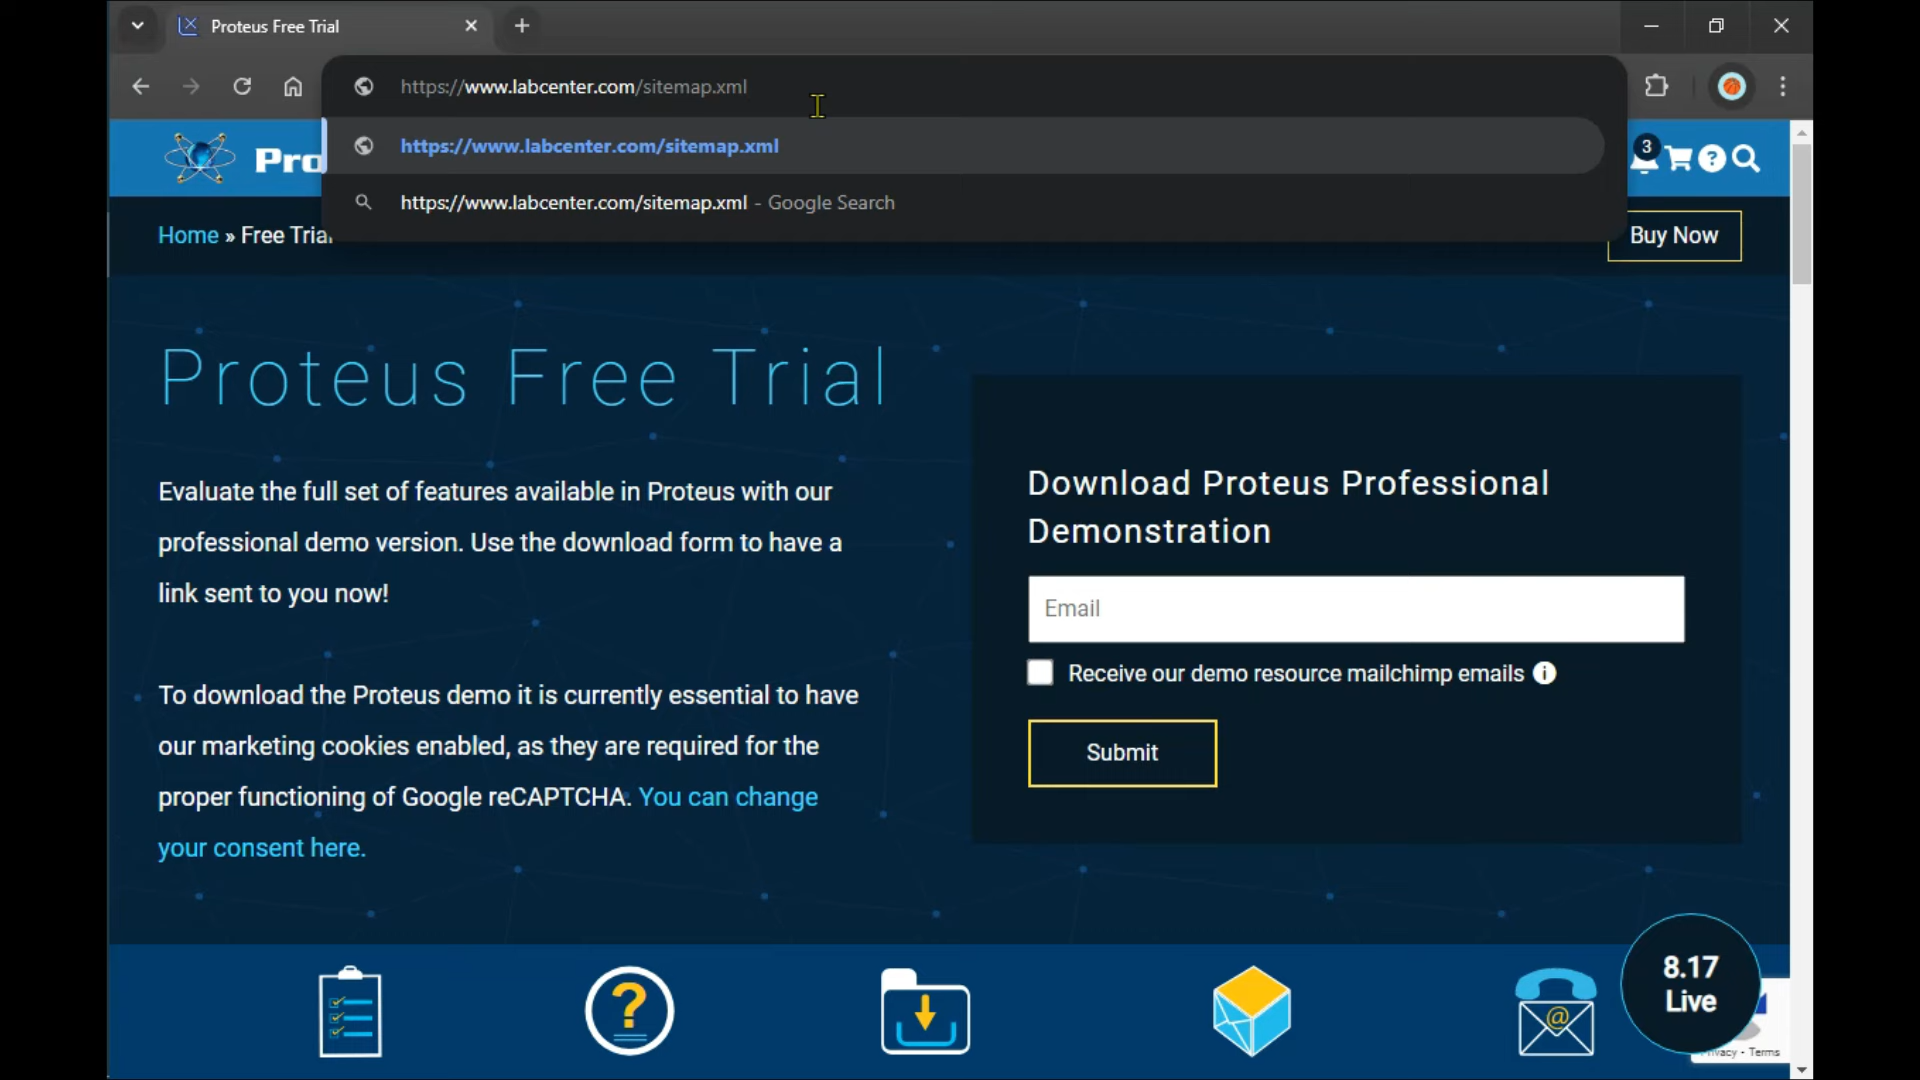 Proteus Free Trial
https://www.labcenter.com/sitemap.xml
https://www.labcenter.com/sitemap.xml
https://www.labcenter.com/sitemap.xml - Google Search
Pro
3
Home » Free Trial
Buy Now
Proteus Free Trial
Evaluate the full set of features available in Proteus with our
professional demo version. Use the download form to have a
link sent to you now!
To download the Proteus demo it is currently essential to have
our marketing cookies enabled, as they are required for the
proper functioning of Google reCAPTCHA. You can change
your consent here.
Download Proteus Professional
Demonstration
Email
Receive our demo resource mailchimp emails
Submit
8.17
Live
Privacy - Terms